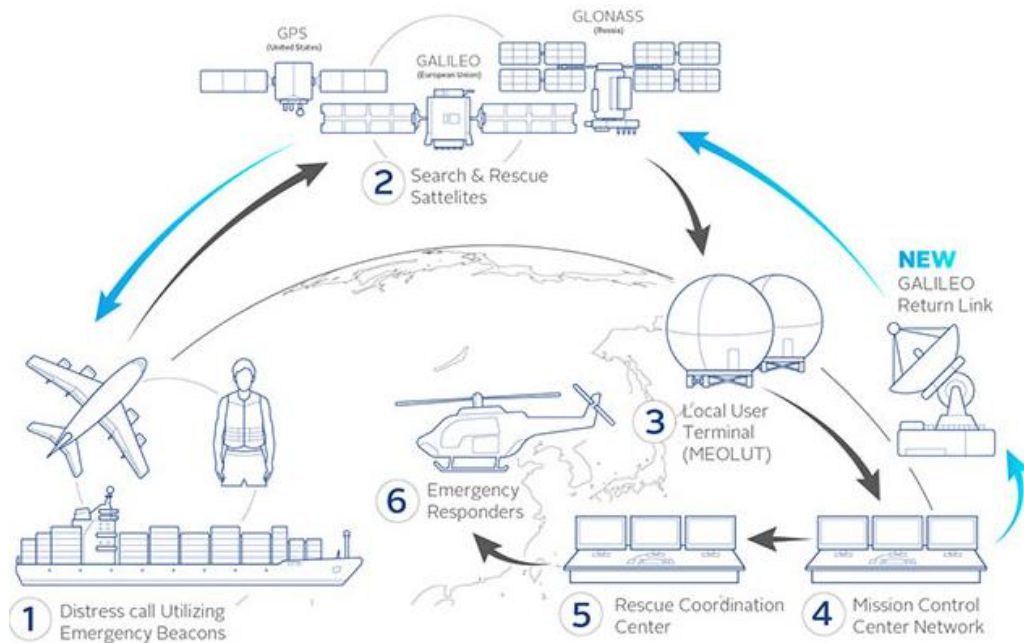 GPS
(United States)
GALILEO
(European Union)
GLONASS
(Russia)
2
Search & Rescue
Sattelites
NEW
GALILEO
Return Link
3
Local User
Terminal
(MEOLUT)
6
Emergency
Responders
1
Distress call Utilizing
Emergency Beacons
5
Rescue Coordination
Center
4
Mission Control
Center Network